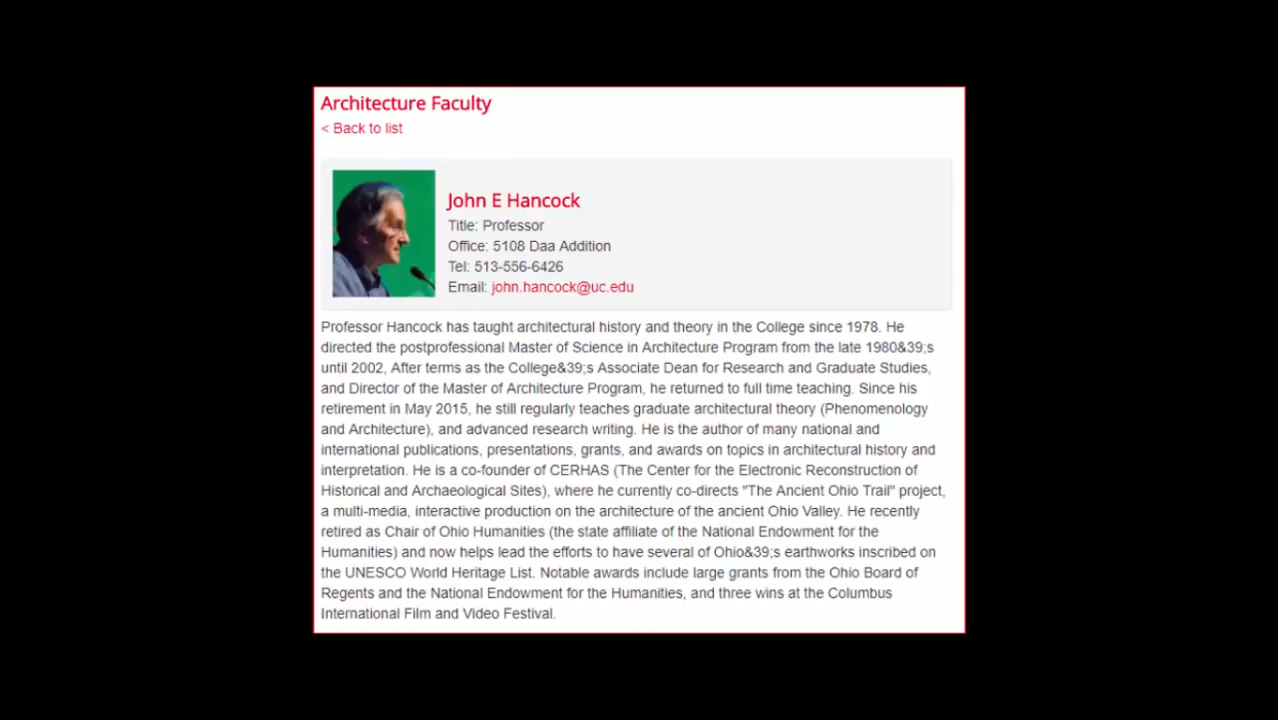 Architecture Faculty
< Back to list
John E Hancock
Title: Professor
Office: 5108 Daa Addition
Tel: 513-556-6426
Email: john.hancock@uc.edu
Professor Hancock has taught architectural history and theory in the College since 1978. He
directed the postprofessional Master of Science in Architecture Program from the late 1980&39;s
until 2002, After terms as the College&39;s Associate Dean for Research and Graduate Studies,
and Director of the Master of Architecture Program, he returned to full time teaching. Since his
retirement in May 2015, he still regularly teaches graduate architectural theory (Phenomenology
and Architecture), and advanced research writing. He is the author of many national and
international publications, presentations, grants, and awards on topics in architectural history and
interpretation. He is a co-founder of CERHAS (The Center for the Electronic Reconstruction of
Historical and Archaeological Sites), where he currently co-directs "The Ancient Ohio Trail" project,
a multi-media, interactive production on the architecture of the ancient Ohio Valley. He recently
retired as Chair of Ohio Humanities (the state affiliate of the National Endowment for the
Humanities) and now helps lead the efforts to have several of Ohio&39;s earthworks inscribed on
the UNESCO World Heritage List. Notable awards include large grants from the Ohio Board of
Regents and the National Endowment for the Humanities, and three wins at the Columbus
International Film and Video Festival.